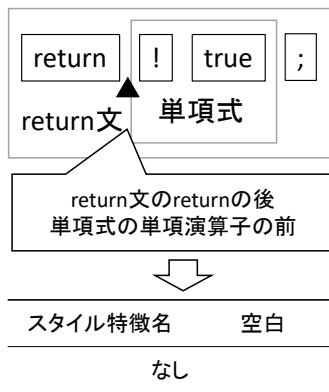 return ! true ;
return文 単項式
return文のreturnの後
単項式の単項演算子の前
スタイル特徴名 空白
なし